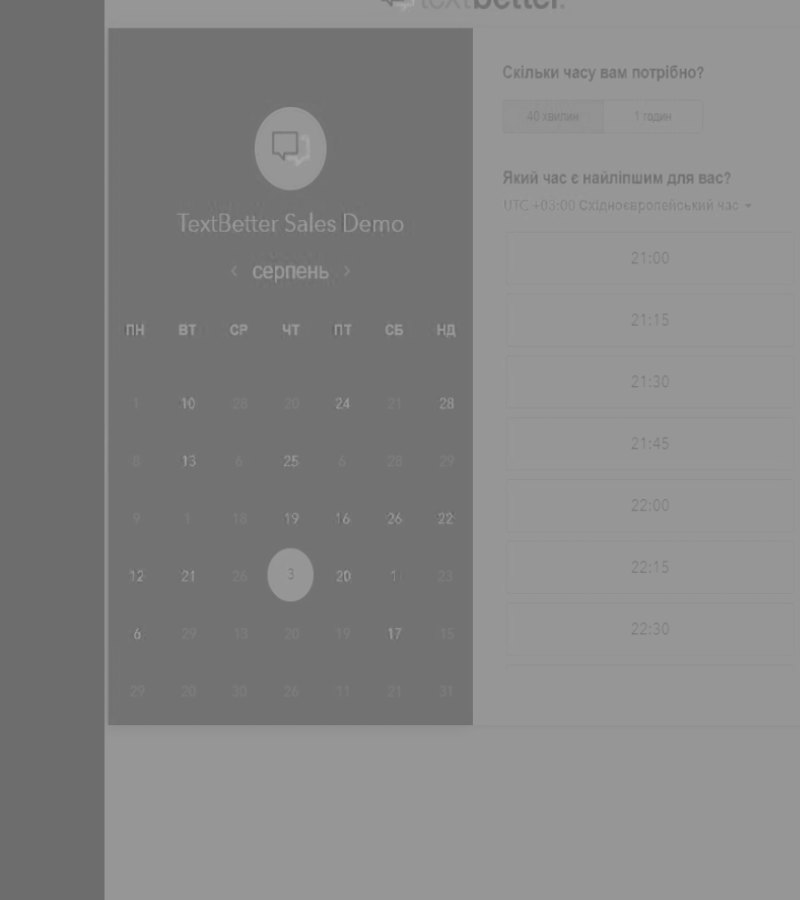 textbetter.
TextBetter Sales Demo
‹ серпень ›
ПН ВТ СР ЧТ ПТ СБ НД
1 10 28 20 24 21 28
8 13 6 25 6 28 29
9 1 18 19 16 26 22
12 21 26 3 20 1 23
6 29 13 20 19 17 15
29 20 30 26 11 21 31
Скільки часу вам потрібно?
40 хвилин 1 годин
Який час є найліпшим для вас?
UTC +03:00 Східноєвропейський час
21:00
21:15
21:30
21:45
22:00
22:15
22:30